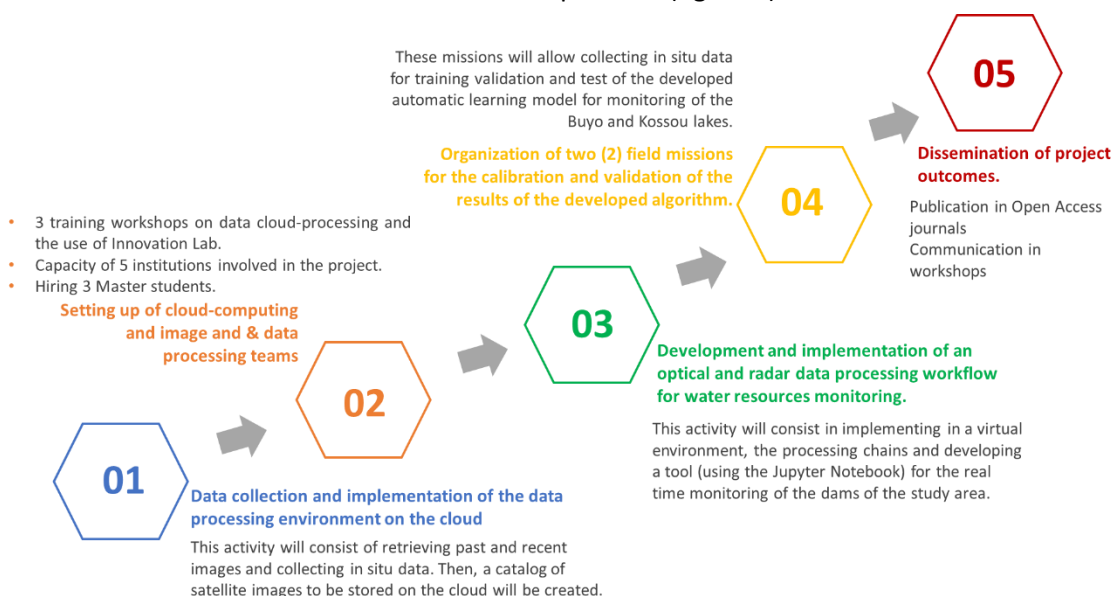 These missions will allow collecting in situ data
for training validation and test of the developed
automatic learning model for monitoring of the
Buyo and Kossou lakes.
Organization of two (2) field missions
for the calibration and validation of the
results of the developed algorithm.
04
05
Dissemination of project
outcomes.
Publication in Open Access
journals
Communication in
workshops
• 3 training workshops on data cloud-processing and
the use of Innovation Lab.
• Capacity of 5 institutions involved in the project.
• Hiring 3 Master students.
Setting up of cloud-computing
and image and & data
processing teams
02
03
Development and implementation of an
optical and radar data processing workflow
for water resources monitoring.
This activity will consist in implementing in a virtual
environment, the processing chains and developing
a tool (using the Jupyter Notebook) for the real
time monitoring of the dams of the study area.
01
Data collection and implementation of the data
processing environment on the cloud
This activity will consist of retrieving past and recent
images and collecting in situ data. Then, a catalog of
satellite images to be stored on the cloud will be created.